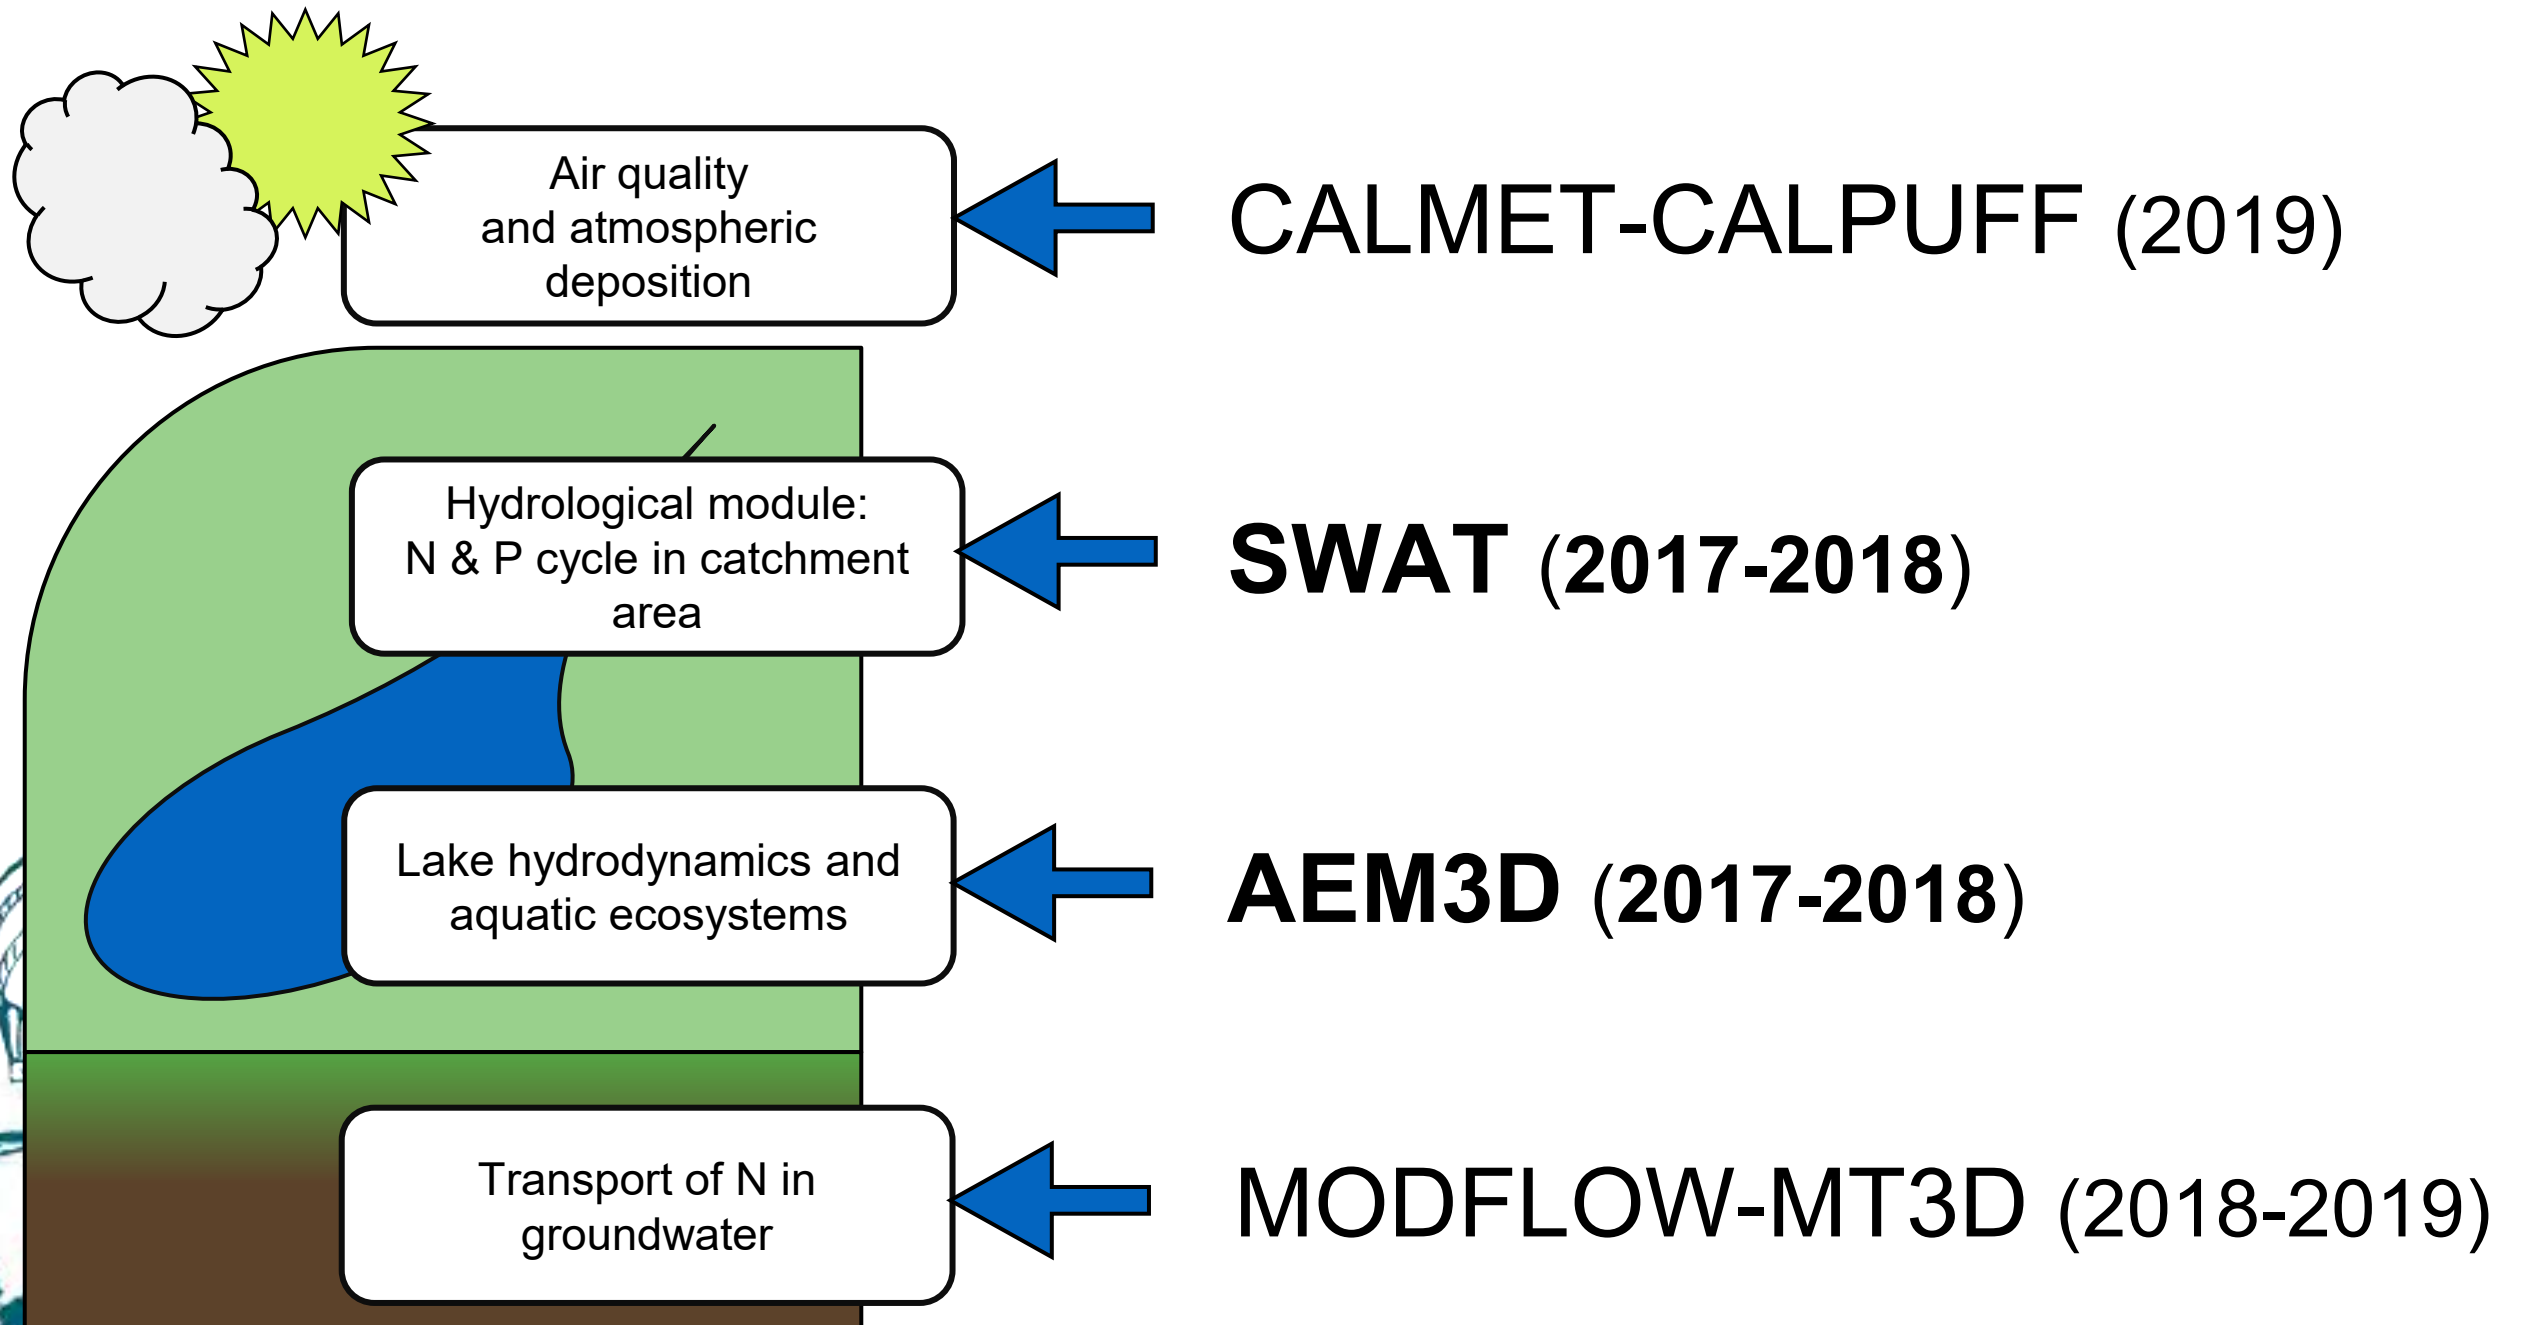 Air quality
and atmospheric
deposition
CALMET-CALPUFF (2019)
Hydrological module:
N & P cycle in catchment
area
SWAT (2017-2018)
Lake hydrodynamics and
aquatic ecosystems
AEM3D (2017-2018)
Transport of N in
groundwater
MODFLOW-MT3D (2018-2019)